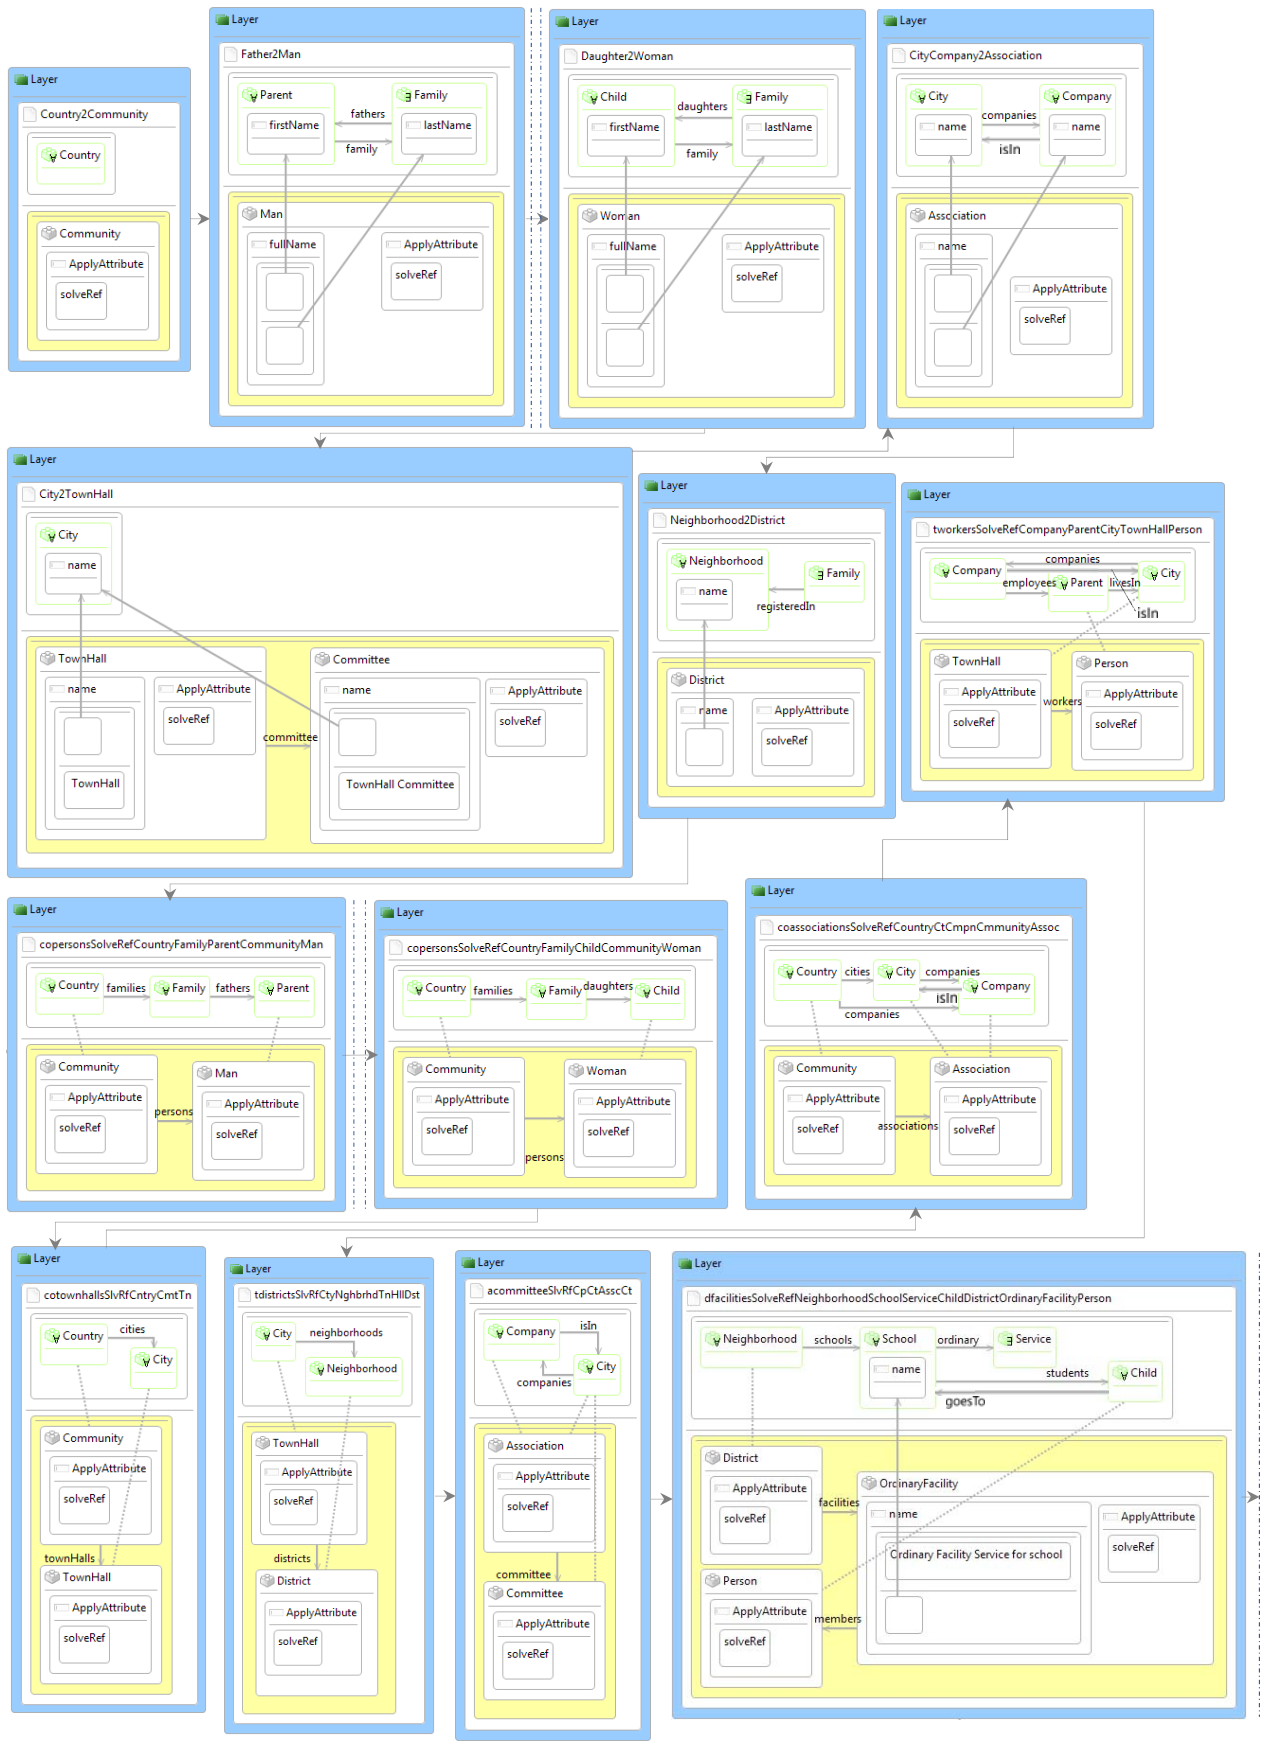 Layer
Country2Community
Country
Community
ApplyAttribute
solveRef
Layer
Father2Man
Parent
firstName
fathers
family
Family
lastName
Man
fullName
ApplyAttribute
solveRef
Layer
Daughter2Woman
Child
firstName
daughters
family
Family
lastName
Woman
fullName
ApplyAttribute
solveRef
Layer
CityCompany2Association
City
name
companies
isIn
Company
name
Association
name
ApplyAttribute
solveRef
Layer
City2TownHall
City
name
TownHall
name
TownHall
ApplyAttribute
solveRef
committee
Committee
name
TownHall Committee
ApplyAttribute
solveRef
Layer
Neighborhood2District
Neighborhood
name
Family
registeredIn
District
name
ApplyAttribute
solveRef
Layer
tworkersSolveRefCompanyParentCityTownHallPerson
companies
Company
City
employees
Parent
livesIn
isIn
TownHall
ApplyAttribute
solveRef
workers
Person
ApplyAttribute
solveRef
Layer
copersonsSolveRefCountryFamilyParentCommunityMan
Country
families
Family
fathers
Parent
Community
ApplyAttribute
solveRef
persons
Man
ApplyAttribute
solveRef
Layer
copersonsSolveRefCountryFamilyChildCommunityWoman
Country
families
Family
daughters
Child
Community
ApplyAttribute
solveRef
persons
Woman
ApplyAttribute
solveRef
Layer
coassociationsSolveRefCountryCtCmpnCmmunityAssoc
Country
cities
City
companies
isIn
Company
companies
Community
ApplyAttribute
solveRef
associations
Association
ApplyAttribute
solveRef
Layer
cotownhallsSlvRfCntryCmtTn
Country
cities
City
Community
ApplyAttribute
solveRef
townHalls
TownHall
ApplyAttribute
solveRef
Layer
tdistrictsSlvRfCtyNghbrhdTnHllDst
City
neighborhoods
Neighborhood
TownHall
ApplyAttribute
solveRef
districts
District
ApplyAttribute
solveRef
Layer
acommitteeSlvRfCpCtAsscCt
Company
isIn
City
companies
Association
ApplyAttribute
solveRef
committee
Committee
ApplyAttribute
solveRef
Layer
dfacilitiesSolveRefNeighborhoodSchoolServiceChildDistrictOrdinaryFacilityPerson
Neighborhood
schools
School
name
ordinary
Service
students
Child
goesTo
District
ApplyAttribute
solveRef
facilities
OrdinaryFacility
name
Ordinary Facility Service for school
ApplyAttribute
solveRef
Person
ApplyAttribute
solveRef
members